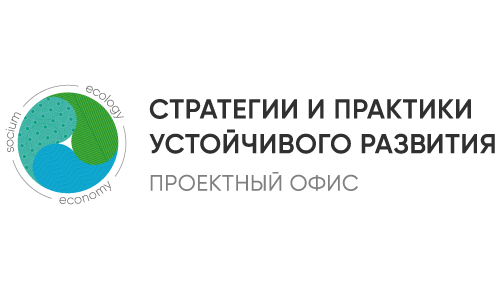 socium
ecology
economy
СТРАТЕГИИ И ПРАКТИКИ
УСТОЙЧИВОГО РАЗВИТИЯ
ПРОЕКТНЫЙ ОФИС